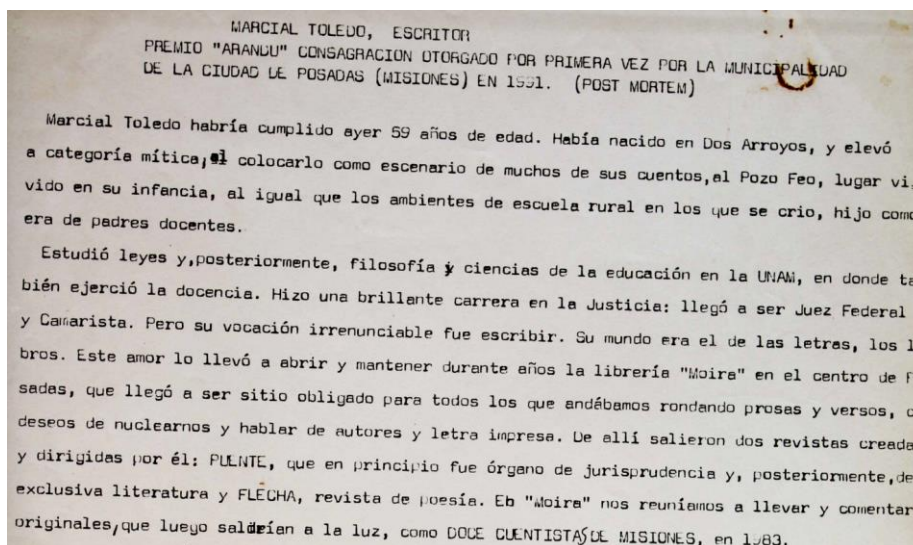 MARCIAL TOLEDO, ESCRITOR
PREMIO "ARANDU" CONSAGRACION OTORGADO POR PRIMERA VEZ POR LA MUNICIPALIDAD
DE LA CIUDAD DE POSADAS (MISIONES) EN 1991. (POST MORTEM)
Marcial Toledo habría cumplido ayer 59 años de edad. Había nacido en Dos Arroyos, y elevó
a categoría mítica, al colocarlo como escenario de muchos de sus cuentos,al Pozo Feo, lugar vi
vido en su infancia, al igual que los ambientes de escuela rural en los que se crio, hijo como
era de padres docentes.
Estudió leyes y,posteriormente, filosofía y ciencias de la educación en la UNAM, en donde ta
bién ejerció la docencia. Hizo una brillante carrera en la Justicia: llegó a ser Juez Federal
y Camarista. Pero su vocación irrenunciable fue escribir. Su mundo era el de las letras, los l
bros. Este amor lo llevó a abrir y mantener durante años la librería "Moira" en el centro de P
sadas, que llegó a ser sitio obligado para todos los que andábamos rondando prosas y versos, c
deseos de nuclearnos y hablar de autores y letra impresa. De allí salieron dos revistas creada
y dirigidas por él: PUENTE, que en principio fue órgano de jurisprudencia y, posteriormente,de
exclusiva literatura y FLECHA, revista de poesía. Eb "Moira" nos reuníamos a llevar y comentar
originales,que luego saldrían a la luz, como DOCE CUENTISTAS DE MISIONES, en 1983.